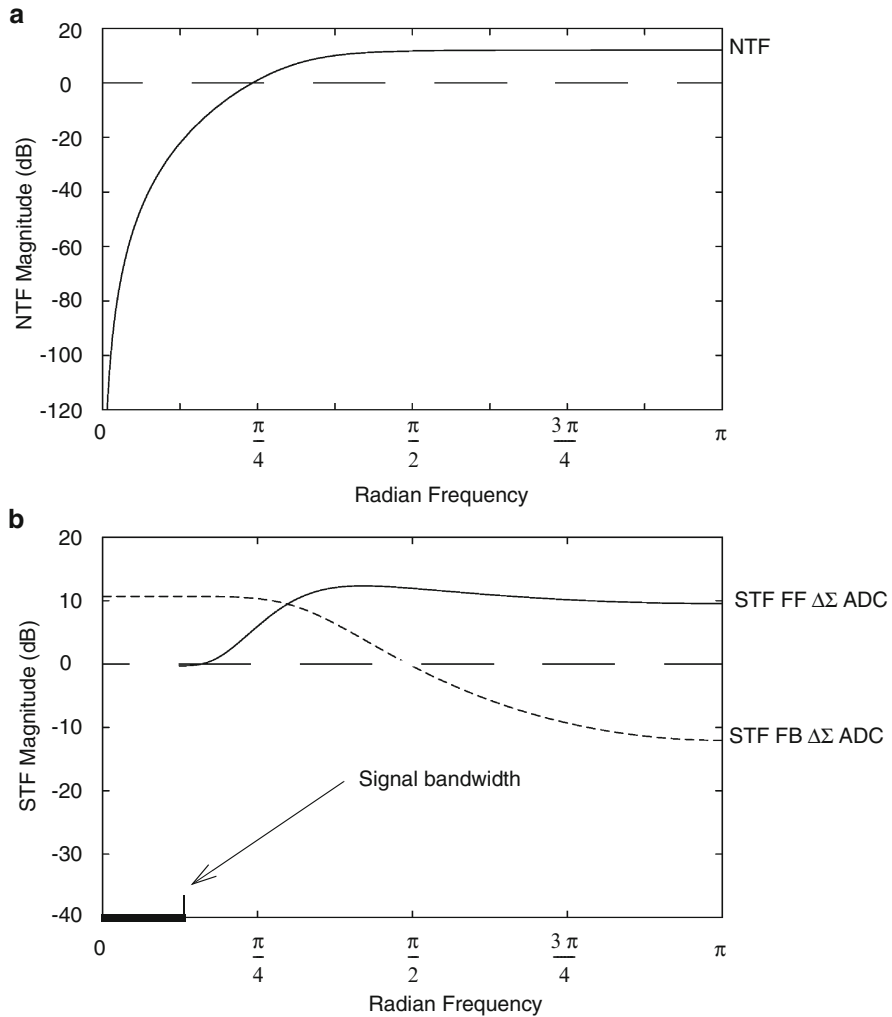 a
20
0
-20
-40
-60
-80
-100
-120
NTF Magnitude (dB)
NTF
0
π/4
π/2
3 π/4
π
Radian Frequency
b
20
10
0
-10
-20
-30
-40
STF Magnitude (dB)
STF FF ΔΣ ADC
STF FB ΔΣ ADC
Signal bandwidth
0
π/4
π/2
3 π/4
π
Radian Frequency